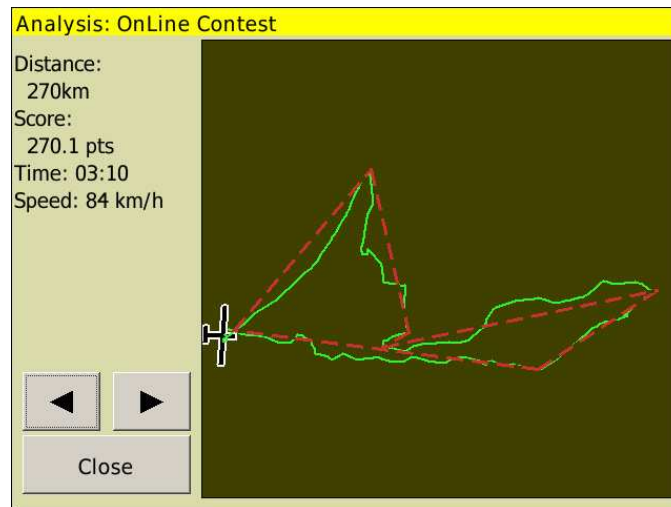 Analysis: OnLine Contest
Distance:
270km
Score:
270.1 pts
Time: 03:10
Speed: 84 km/h
Close